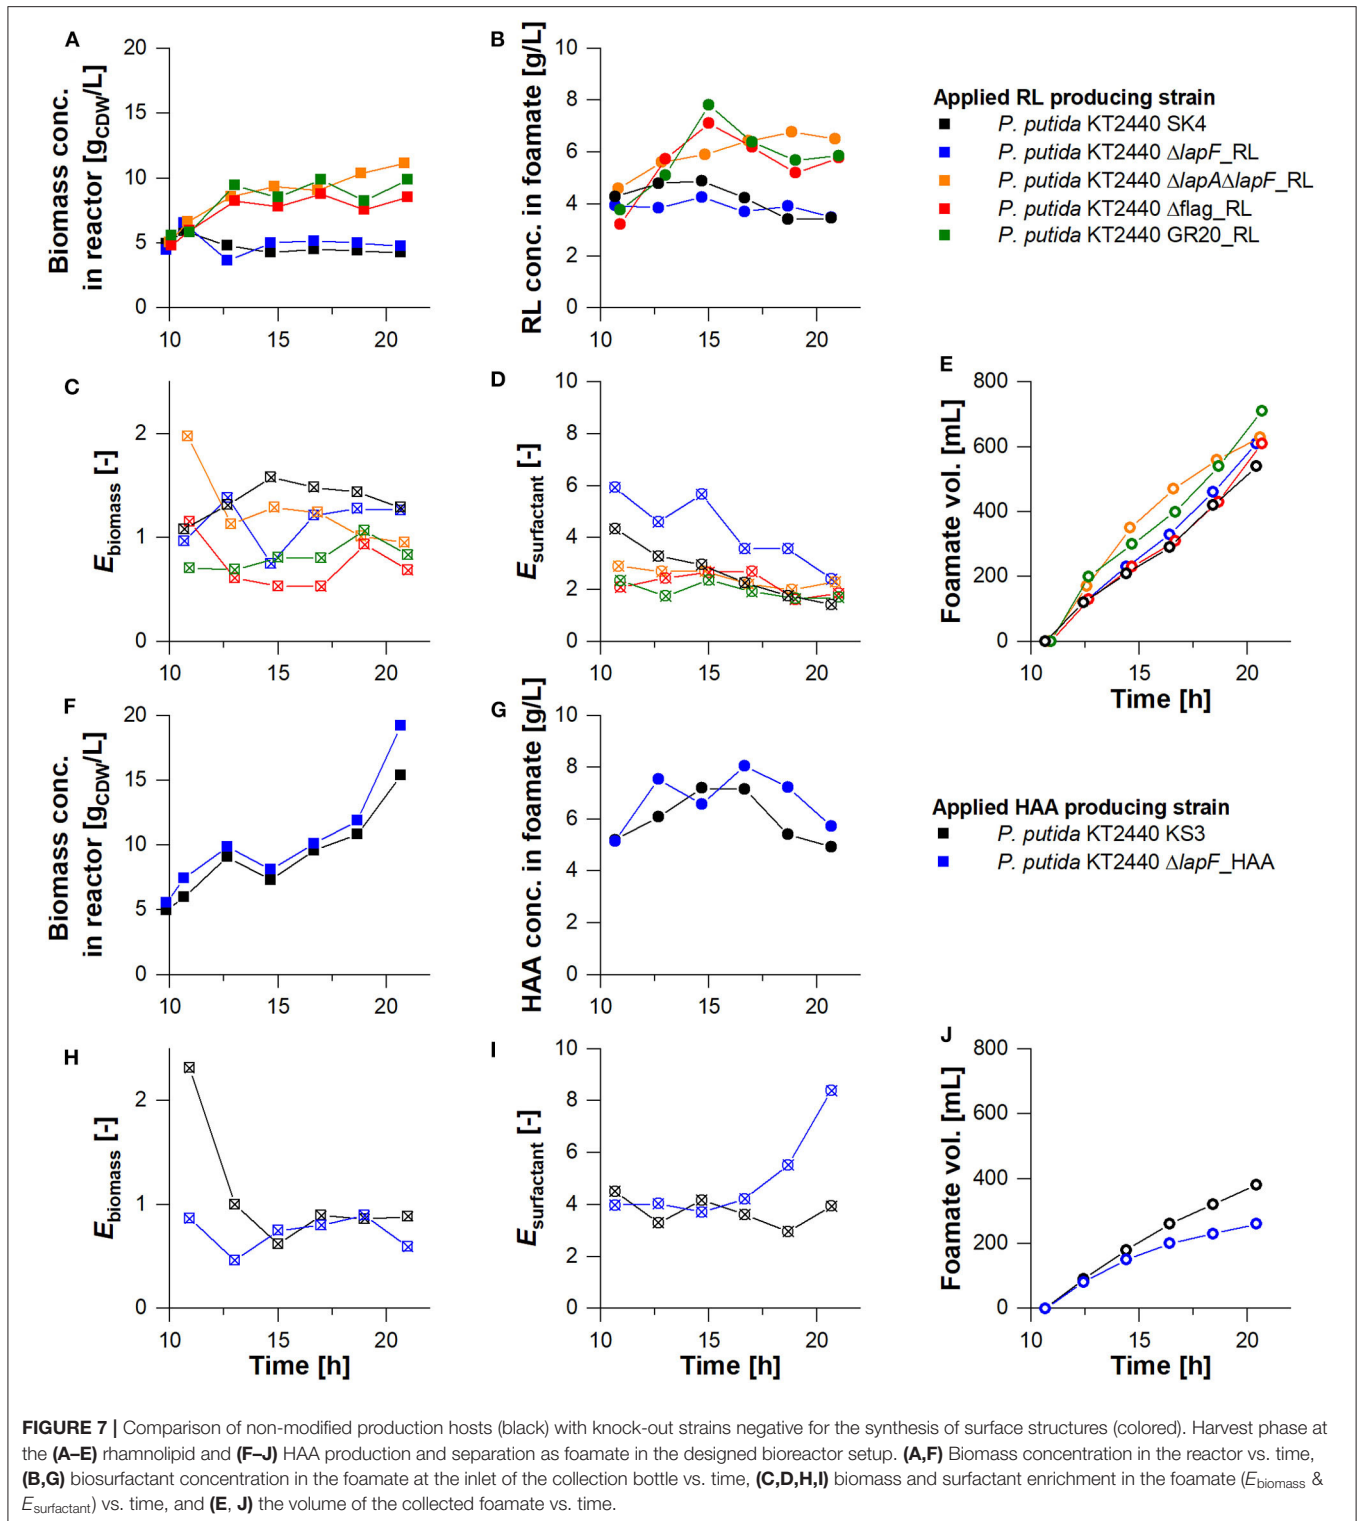 A
Biomass conc.
in reactor [gCDW/L]
20
15
10
5
0
10 15 20
B
RL conc. in foamate [g/L]
10
8
6
4
2
0
10 15 20
Applied RL producing strain
P. putida KT2440 SK4
P. putida KT2440 ΔlapF_RL
P. putida KT2440 ΔlapAΔlapF_RL
P. putida KT2440 Δflag_RL
P. putida KT2440 GR20_RL
C
Ebiomass [-]
2
1
0
10 15 20
D
Esurfactant [-]
10
8
6
4
2
0
10 15 20
E
Foamate vol. [mL]
800
600
400
200
0
10 15 20
Time [h]
F
Biomass conc.
in reactor [gCDW/L]
20
15
10
5
0
10 15 20
G
HAA conc. in foamate [g/L]
10
8
6
4
2
0
10 15 20
Applied HAA producing strain
P. putida KT2440 KS3
P. putida KT2440 ΔlapF_HAA
H
Ebiomass [-]
2
1
0
10 15 20
Time [h]
I
Esurfactant [-]
10
8
6
4
2
0
10 15 20
Time [h]
J
Foamate vol. [mL]
800
600
400
200
0
10 15 20
Time [h]
FIGURE 7 | Comparison of non-modified production hosts (black) with knock-out strains negative for the synthesis of surface structures (colored). Harvest phase at
the (A–E) rhamnolipid and (F–J) HAA production and separation as foamate in the designed bioreactor setup. (A,F) Biomass concentration in the reactor vs. time,
(B,G) biosurfactant concentration in the foamate at the inlet of the collection bottle vs. time, (C,D,H,I) biomass and surfactant enrichment in the foamate (Ebiomass &
Esurfactant) vs. time, and (E, J) the volume of the collected foamate vs. time.